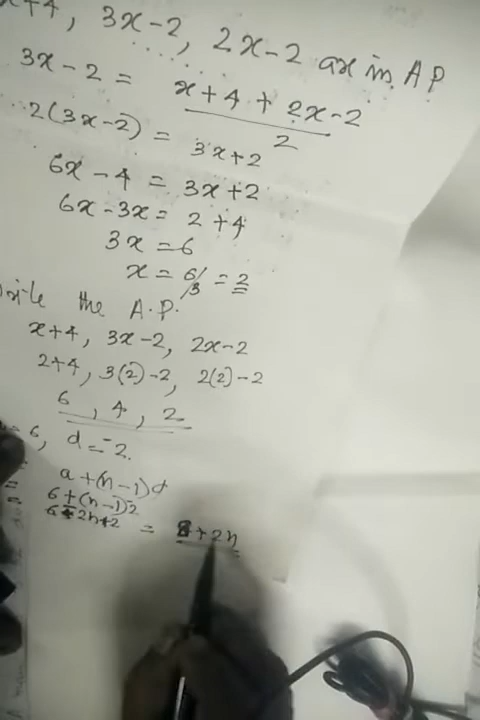 x+4, 3x-2, 2x-2 are in A.P
3x-2 = (x+4+2x-2)/2
2(3x-2) = 3x+2
6x-4 = 3x+2
6x-3x = 2+4
3x = 6
x = 6/3 = 2
the A.P.
x+4, 3x-2, 2x-2
2+4, 3(2)-2, 2(2)-2
6, 4, 2
=6, d=-2.
= a+(n-1)d
= 6+(n-1)-2
6-2n+2 = 8+2n